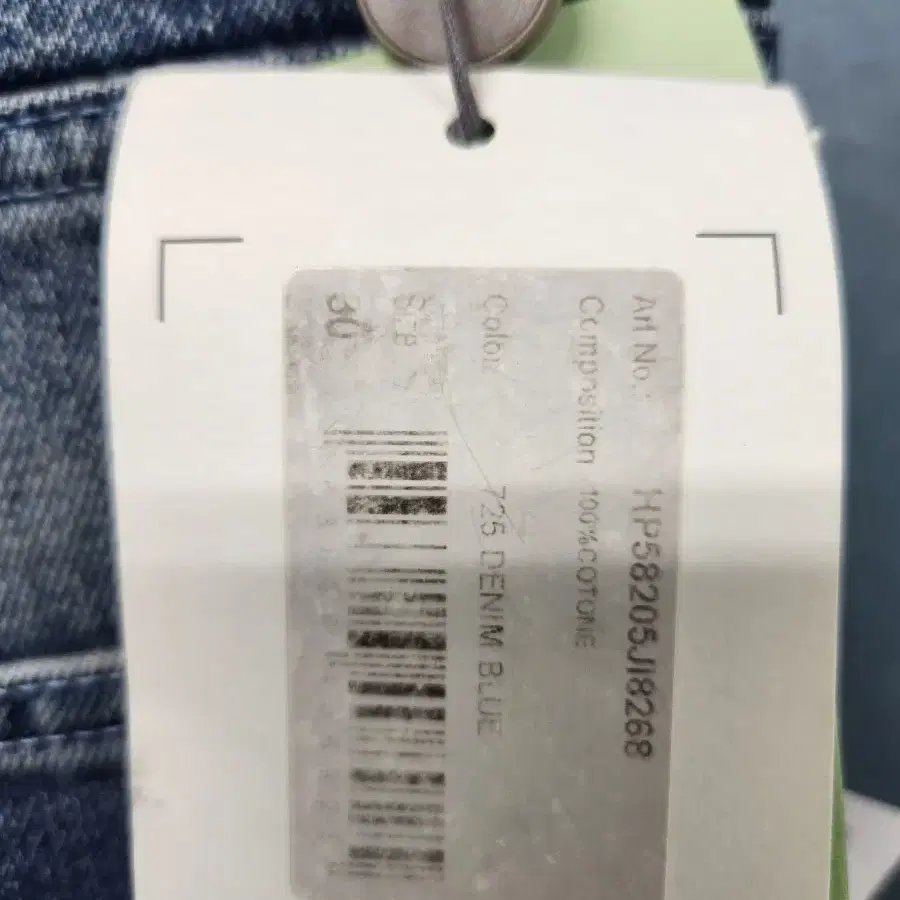 Art No.: HP58205JI8268
Composition 100%COTONE
Color 725 DENIM BLUE
30